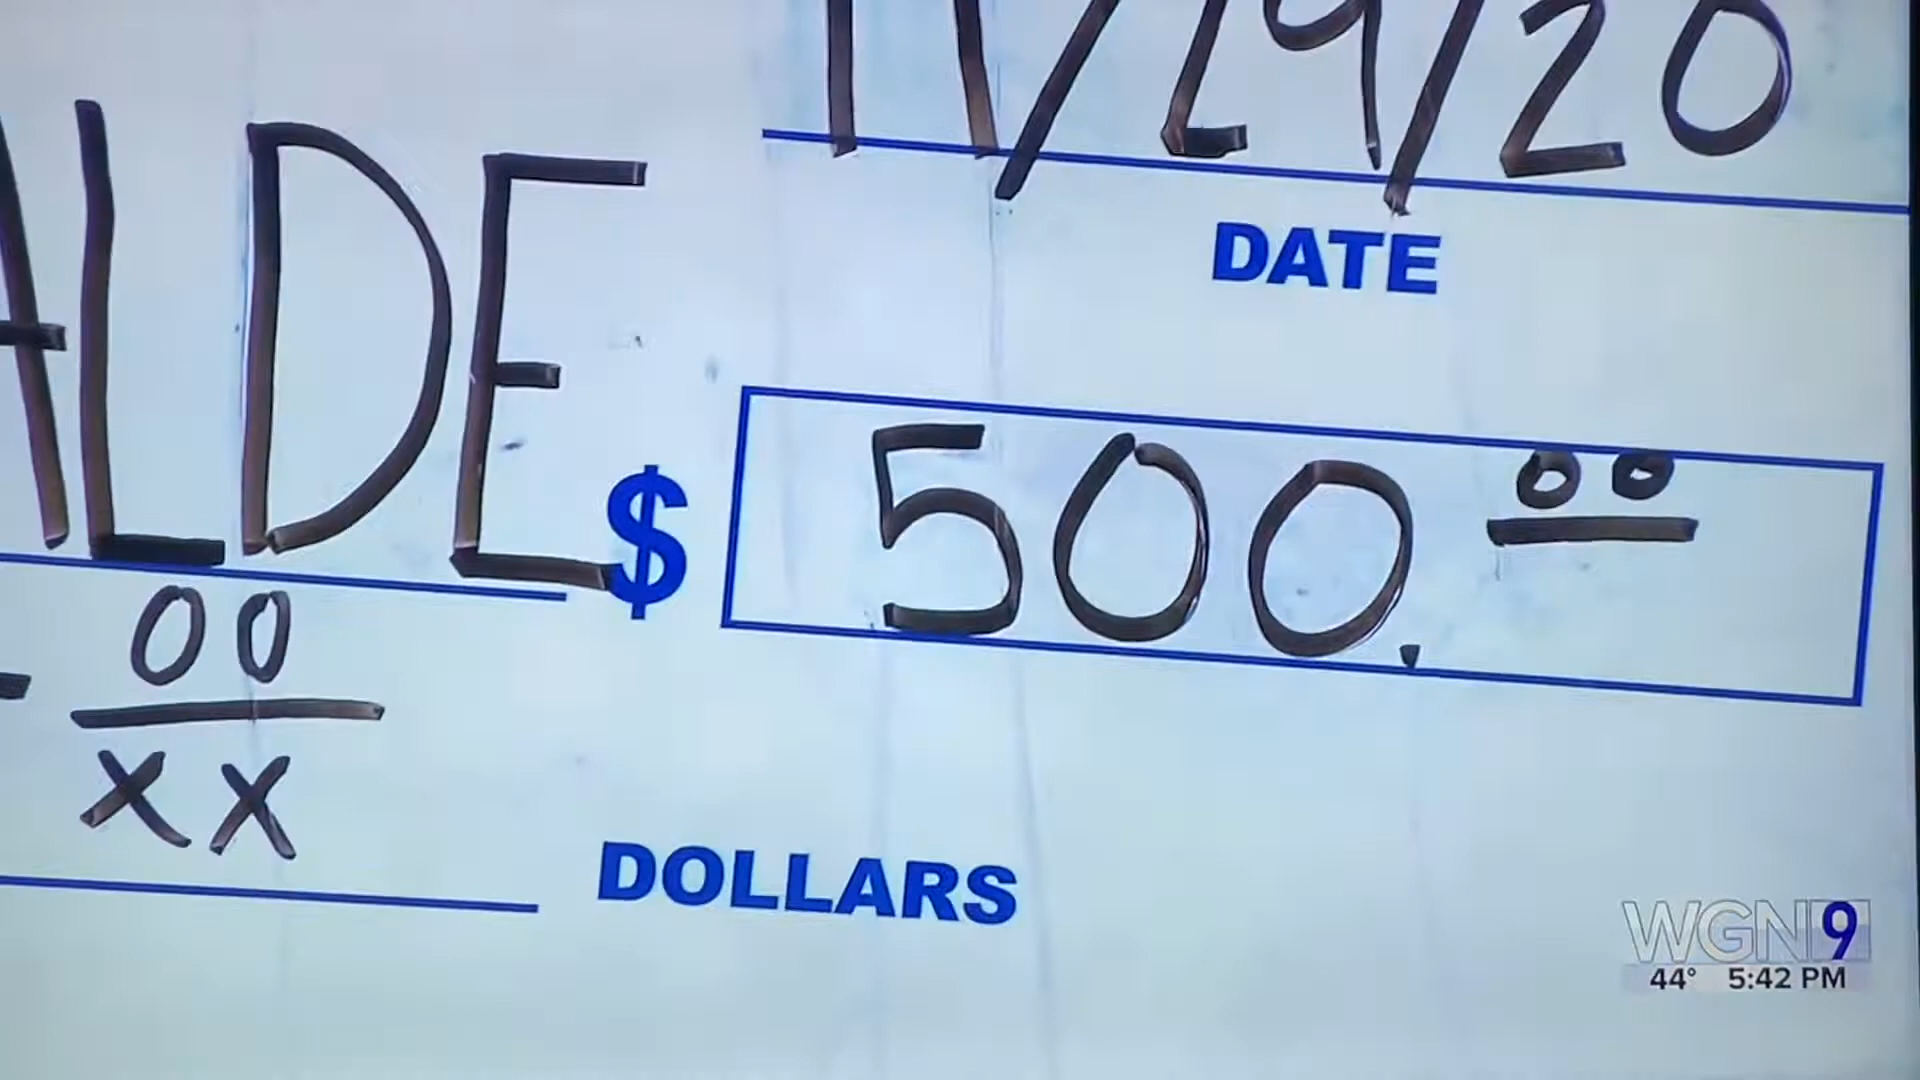 11/29/20
DATE
ALDE
$ 500.00
00
XX
DOLLARS
WGN 9
44° 5:42 PM